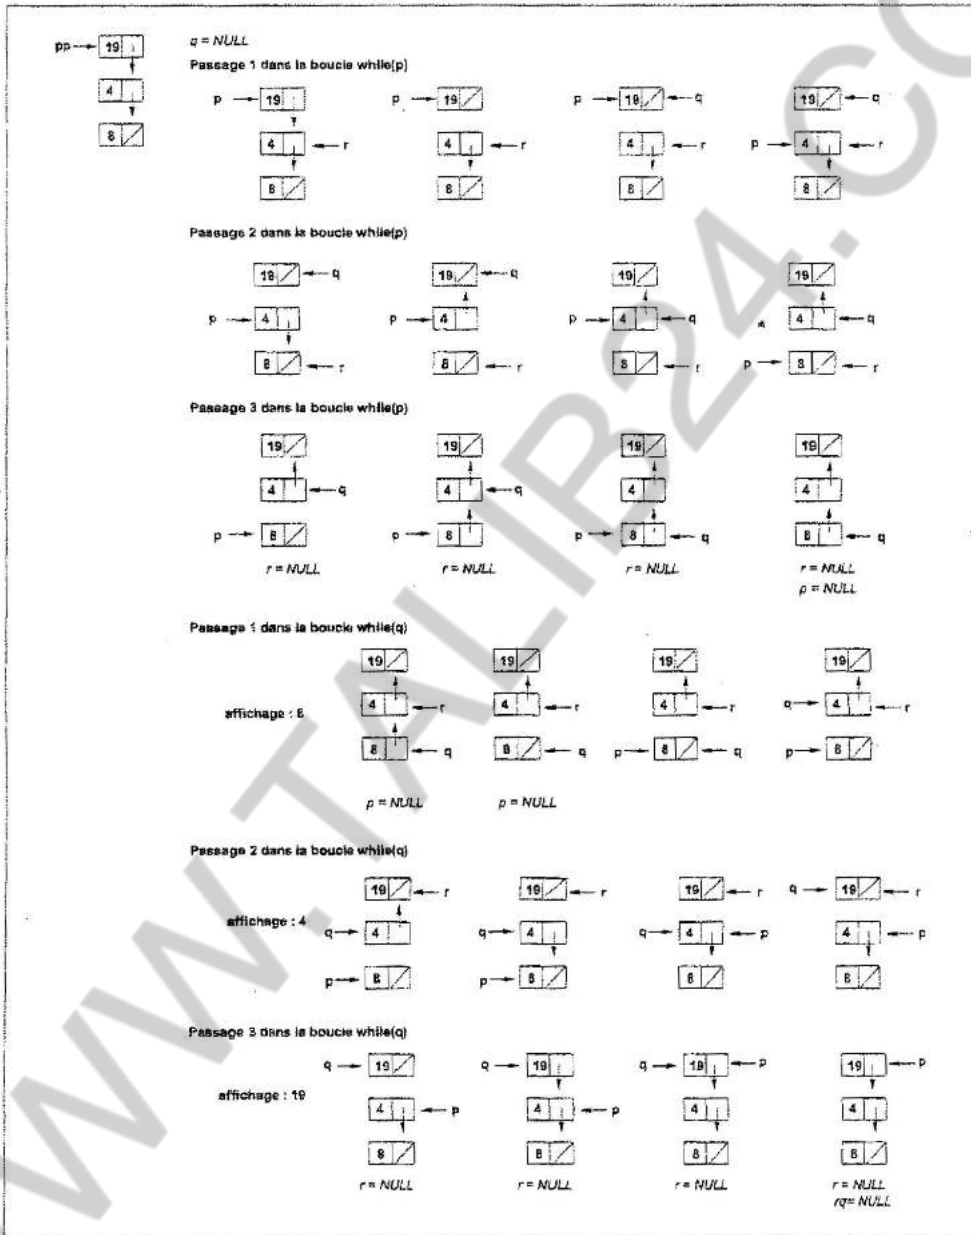 pp 19 q = NULL
Passage 1 dans la boucle while(p)
4
8
p 19 p 19 p 19 q 19 q
4 r 4 r 4 r p 4 r
8 8 8 8
Passage 2 dans la boucle while(p)
19 q 19 q 19 19
p 4 p 4 p 4 q 4 q
8 r 8 r 8 r p 8 r
Passage 3 dans la boucle while(p)
19 19 19 19
4 q 4 q 4 4
p 8 p 8 p 8 q 8 q
r = NULL r = NULL r = NULL r = NULL
p = NULL
Passage 1 dans la boucle while(q)
19 19 19 19
affichage : 8 4 r 4 r 4 r q 4 r
8 q 8 q p 8 q p 8
p = NULL p = NULL
Passage 2 dans la boucle while(q)
19 r 19 r 19 r q 19 r
affichage : 4 q 4 q 4 q 4 p 4 p
p 8 p 8 8 8
Passage 3 dans la boucle while(q)
q 19 q 19 q 19 p 19 p
affichage : 19 4 p 4 p 4 4
8 8 8 8
r = NULL r = NULL r = NULL r = NULL
rq= NULL
WW.TALIB24.CO